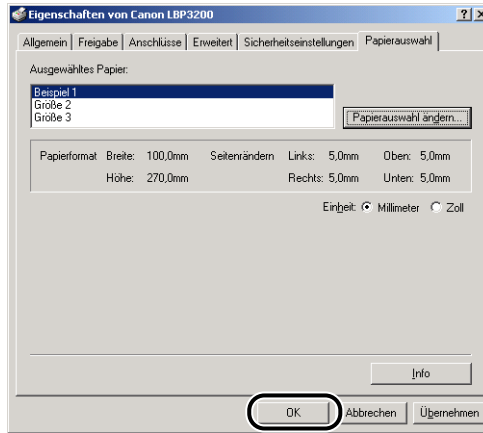 Eigenschaften von Canon LBP3200
Allgemein Freigabe Anschlüsse Erweitert Sicherheitseinstellungen Papierauswahl
Ausgewähltes Papier:
Beispiel 1
Größe 2
Größe 3
Papierauswahl ändern...
Papierformat Breite: 100,0mm Seitenrändern Links: 5,0mm Oben: 5,0mm
Höhe: 270,0mm Rechts: 5,0mm Unten: 5,0mm
Einheit: Millimeter Zoll
Info
OK Abbrechen Übernehmen